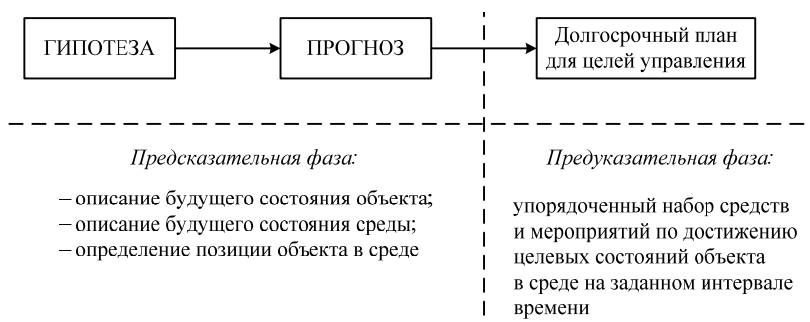 ГИПОТЕЗА
ПРОГНОЗ
Долгосрочный план
для целей управления
Предсказательная фаза:
– описание будущего состояния объекта;
– описание будущего состояния среды;
– определение позиции объекта в среде
Предуказательная фаза:
упорядоченный набор средств
и мероприятий по достижению
целевых состояний объекта
в среде на заданном интервале
времени